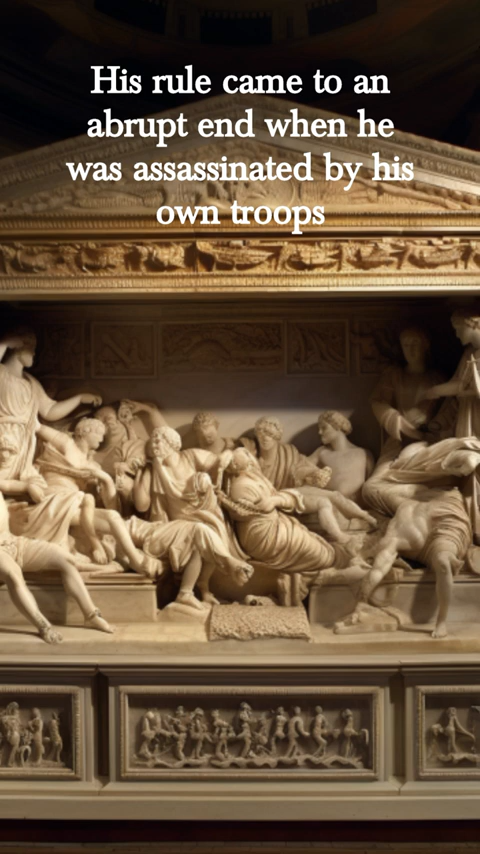 His rule came to an
abrupt end when he
was assassinated by his
own troops